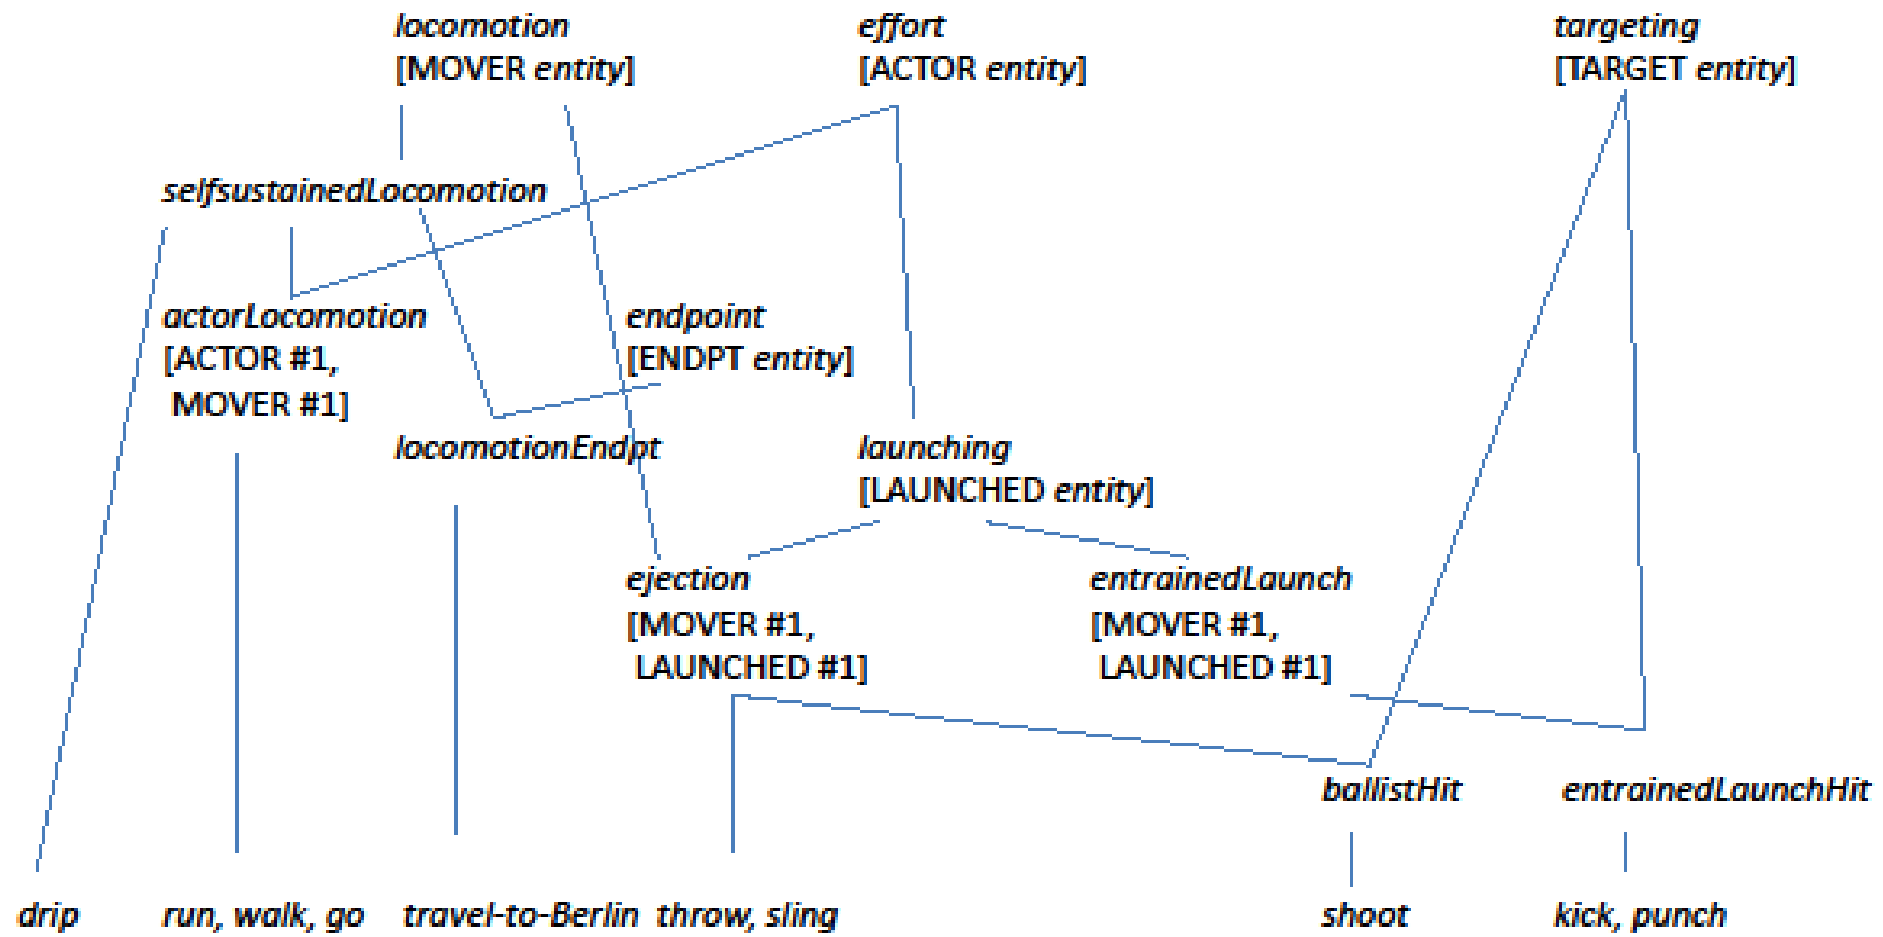 locomotion
[MOVER entity]
effort
[ACTOR entity]
targeting
[TARGET entity]
selfsustainedLocomotion
actorLocomotion
[ACTOR #1,
MOVER #1]
endpoint
[ENDPT entity]
locomotionEndpt
launching
[LAUNCHED entity]
ejection
[MOVER #1,
LAUNCHED #1]
entrainedLaunch
[MOVER #1,
LAUNCHED #1]
ballistHit
entrainedLaunchHit
drip
run, walk, go
travel-to-Berlin
throw, sling
shoot
kick, punch